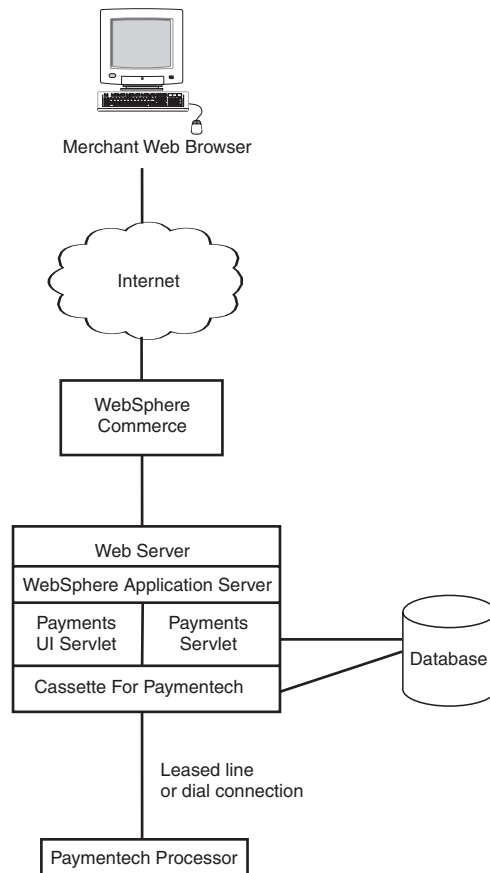 Merchant Web Browser
Internet
WebSphere
Commerce
Web Server
WebSphere Application Server
Payments
UI Servlet
Payments
Servlet
Database
Cassette For Paymentech
Leased line
or dial connection
Paymentech Processor